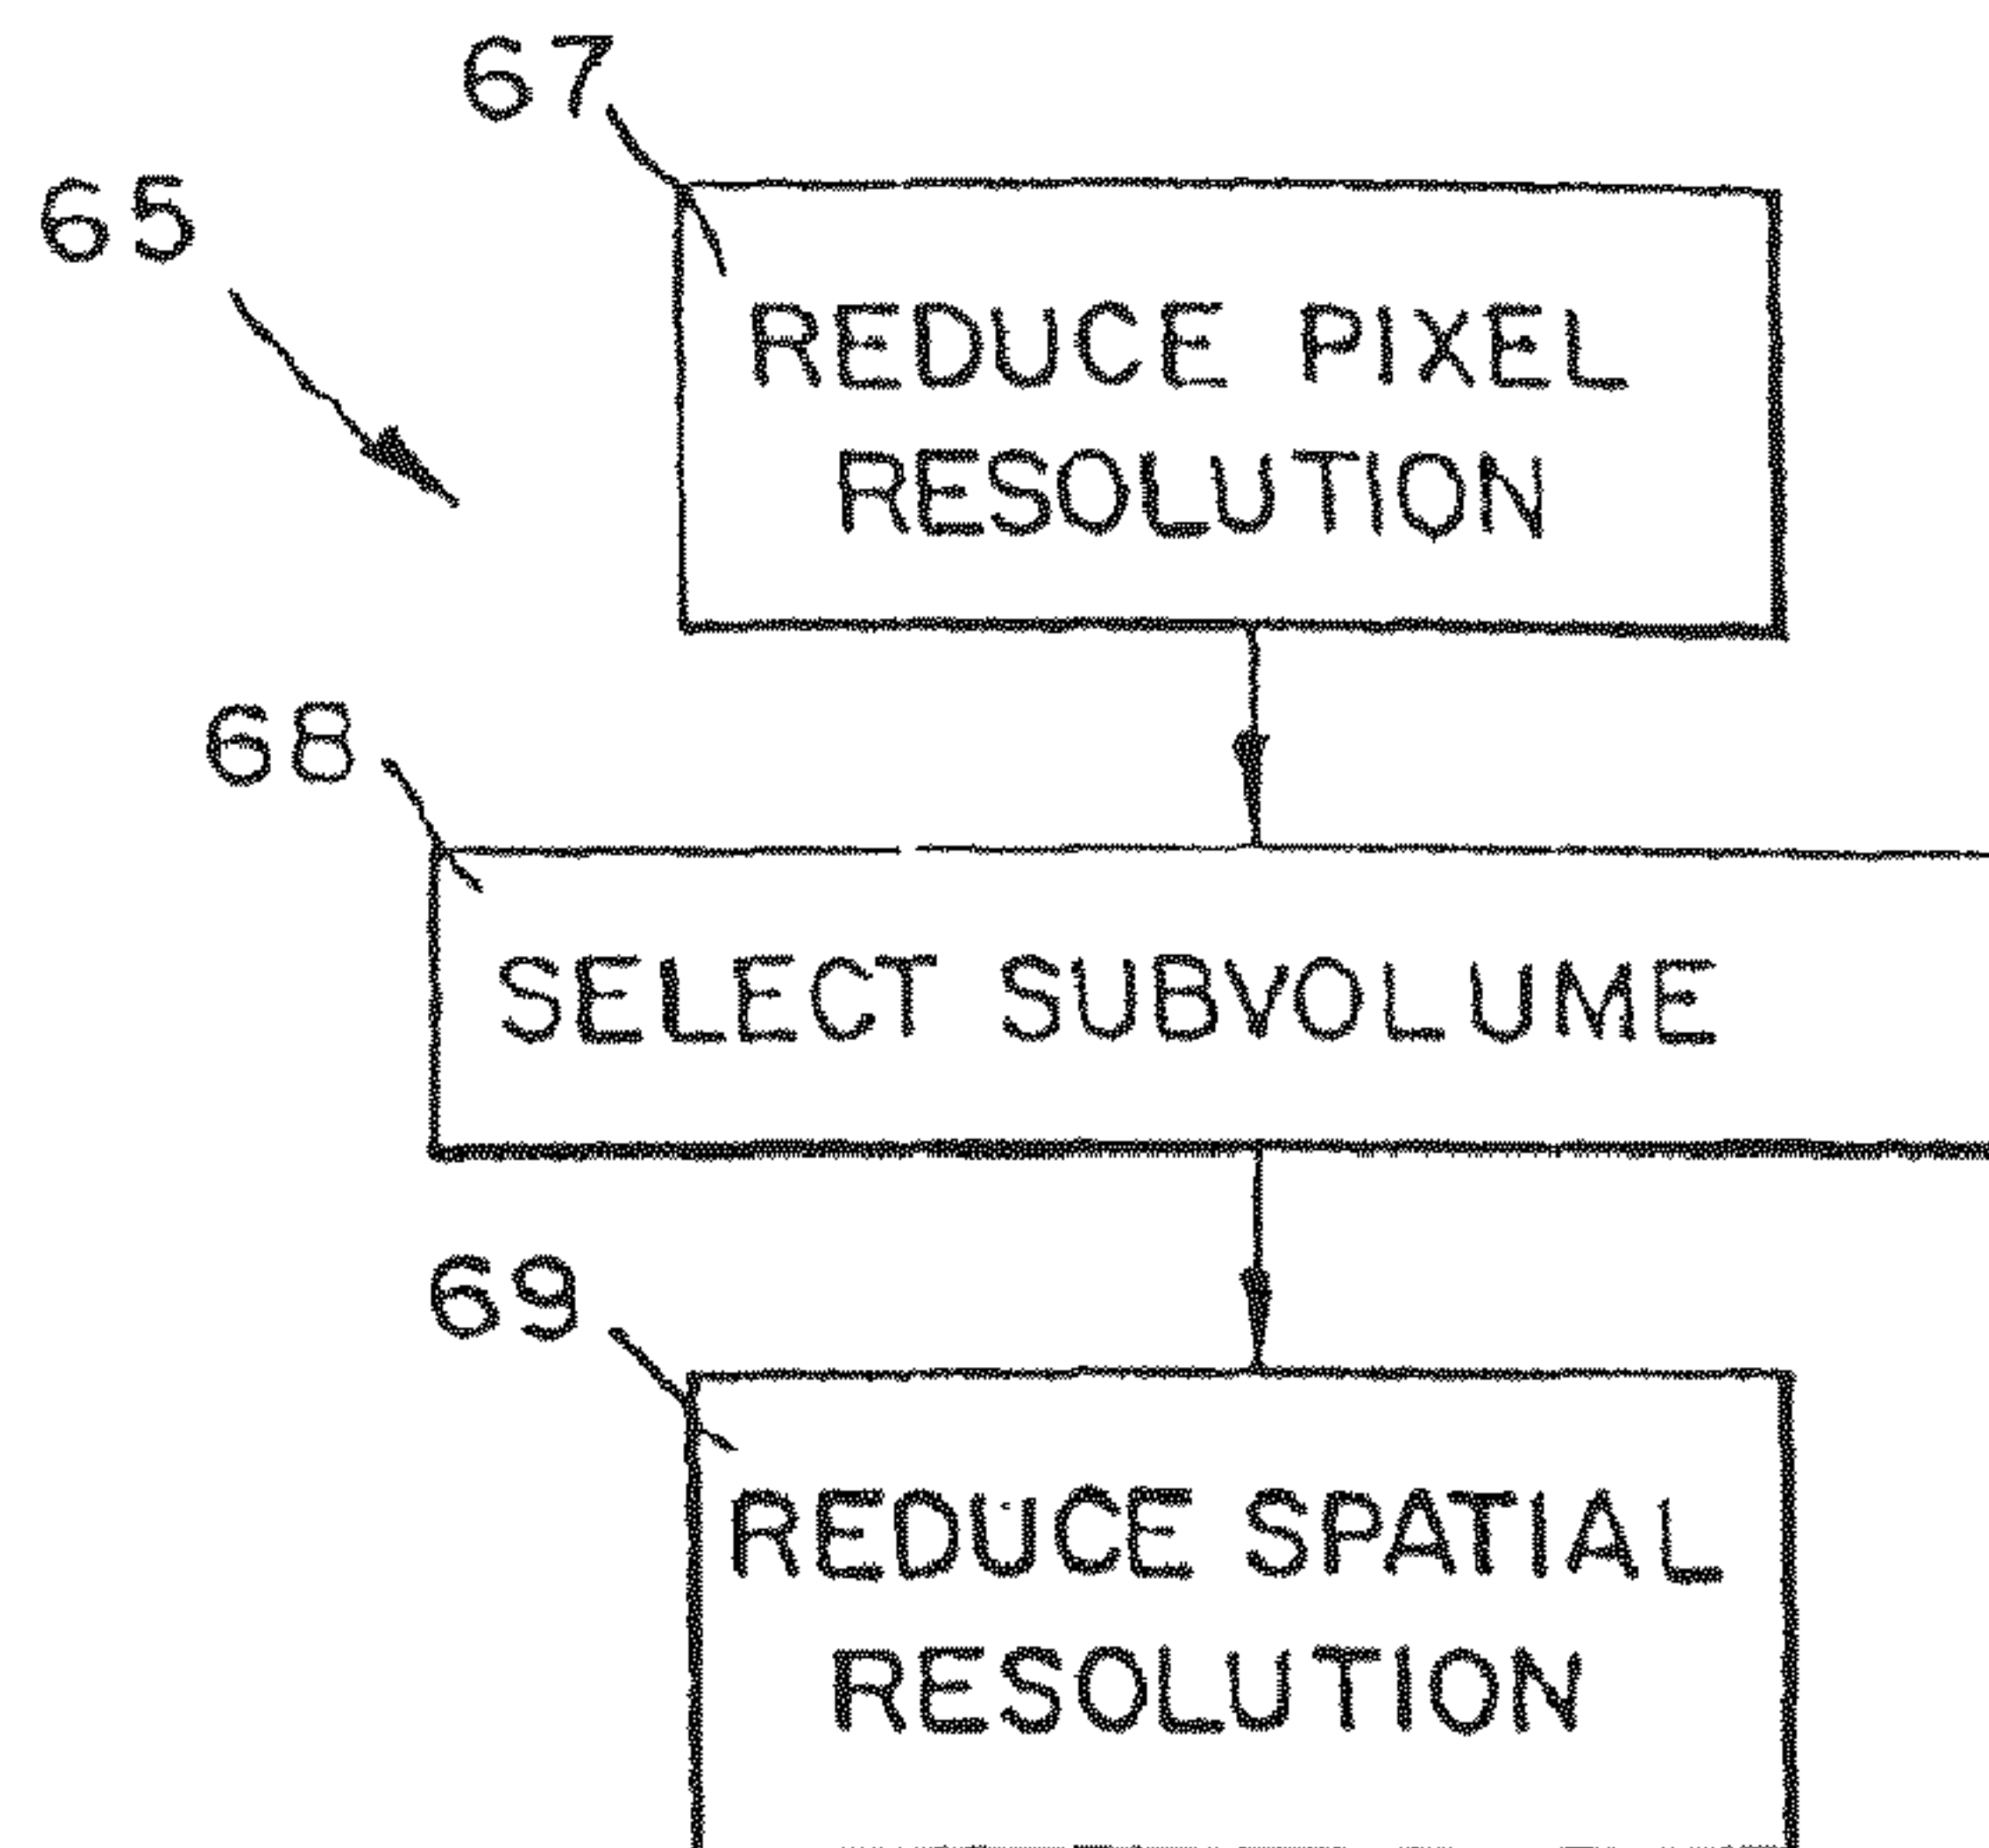 67
65
REDUCE PIXEL
RESOLUTION
68
SELECT SUBVOLUME
69
REDUCE SPATIAL
RESOLUTION